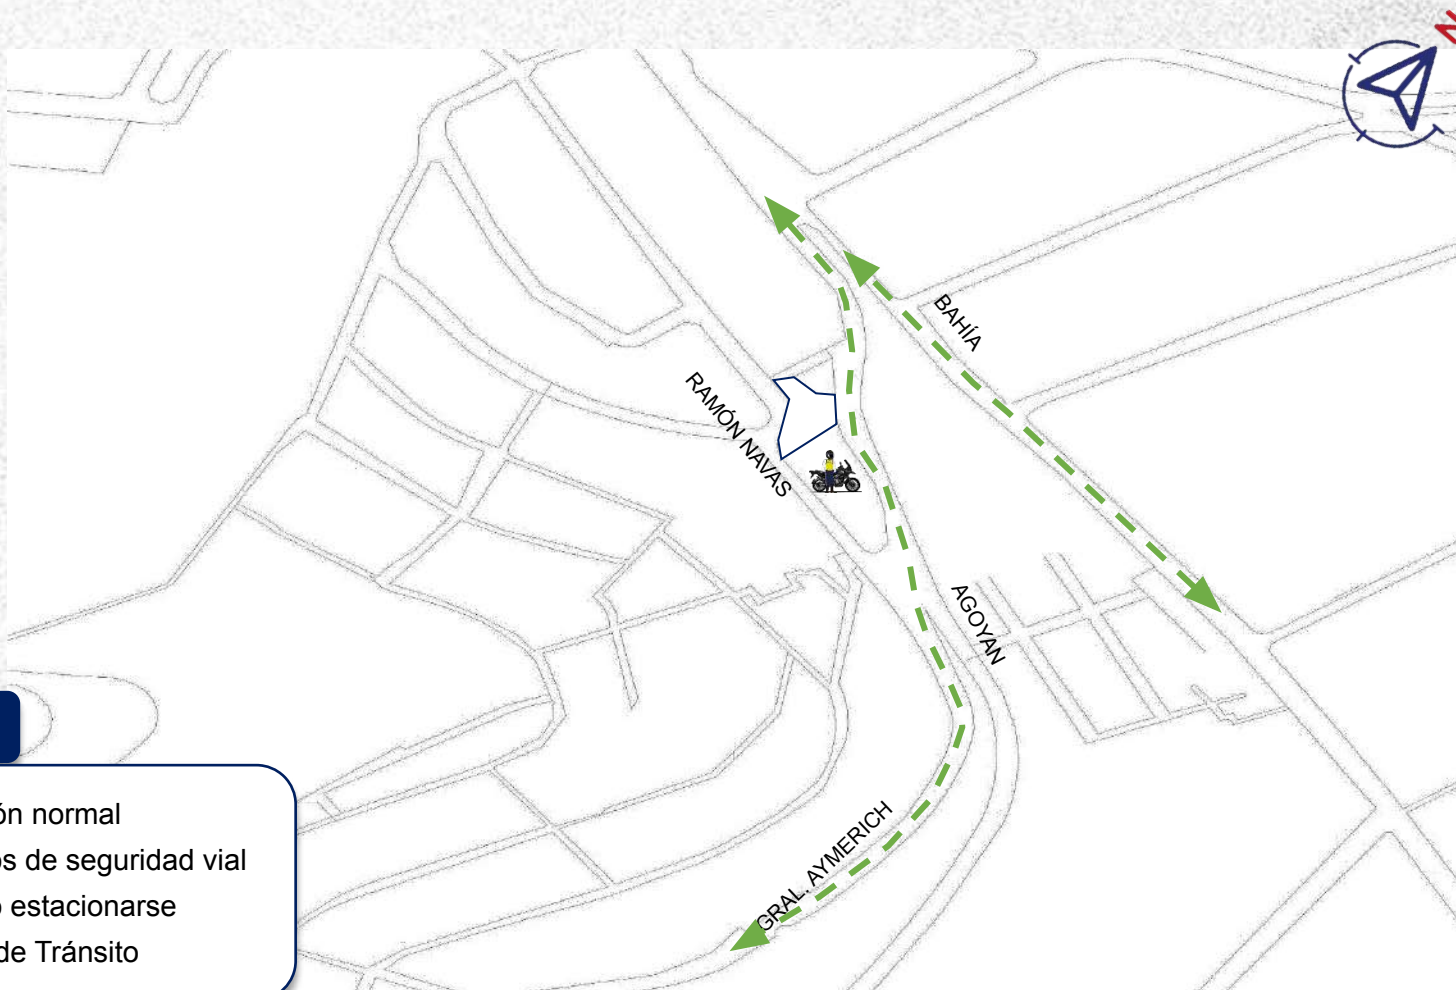 N
BAHÍA
RAMÓN NAVAS
AGOYAN
GRAL. AYMERICH
ón normal
os de seguridad vial
o estacionarse
de Tránsito